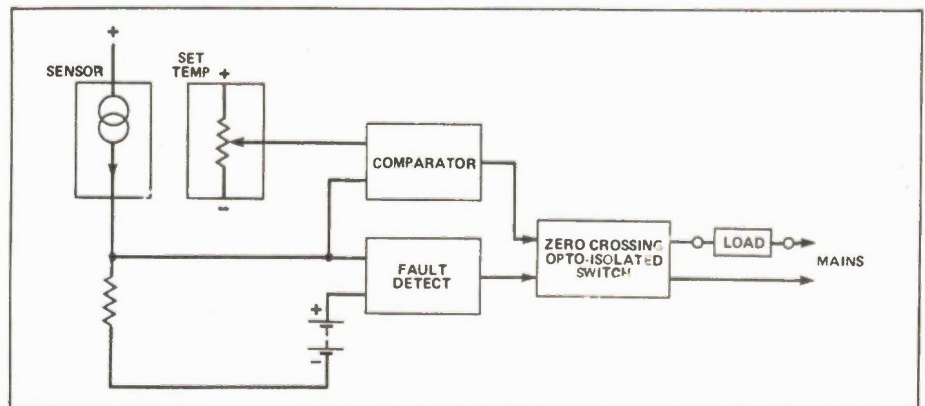 +
SENSOR
SET
TEMP +
–
COMPARATOR
FAULT
DETECT
+
–
ZERO CROSSING
OPTO-ISOLATED
SWITCH
LOAD
MAINS